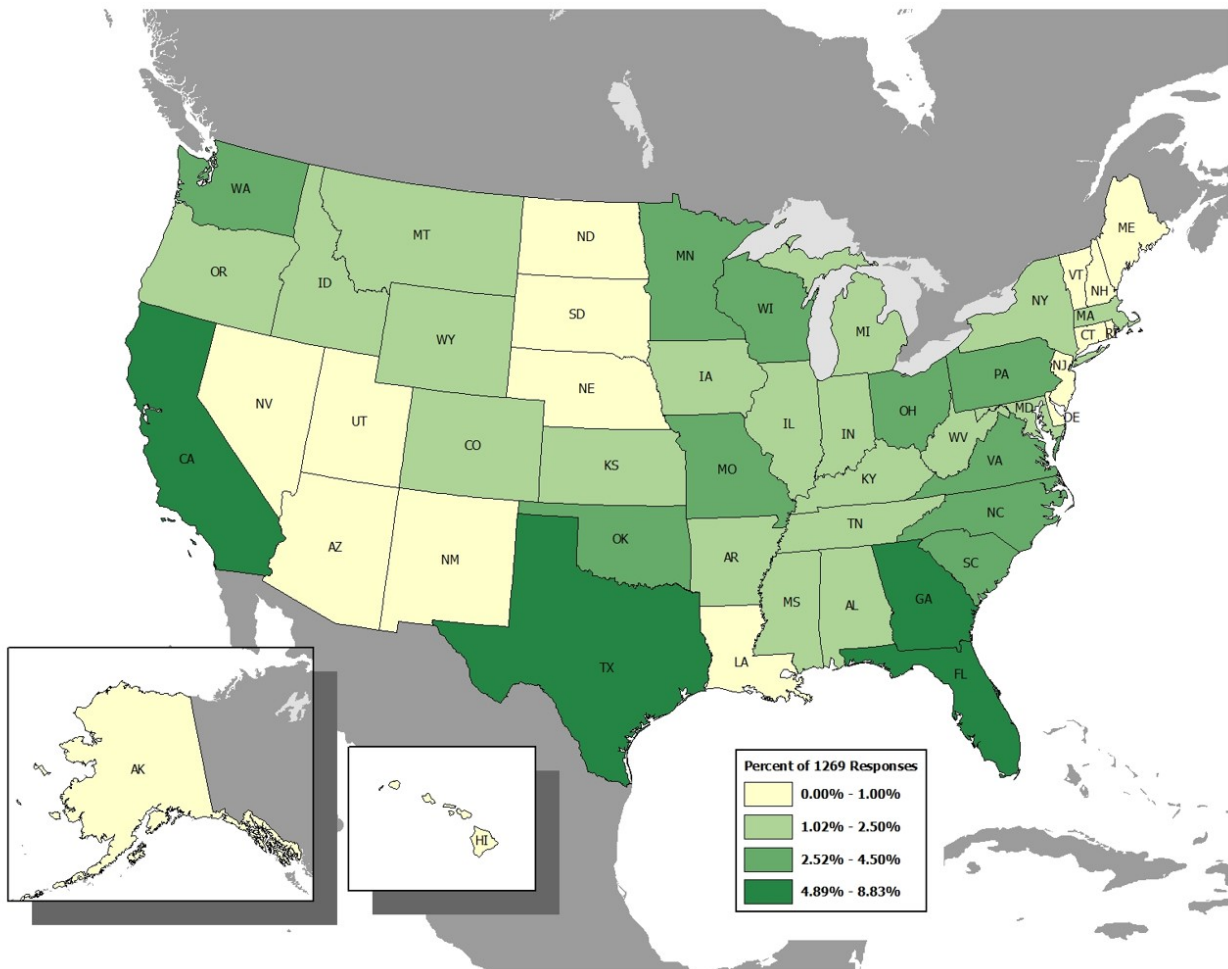 WA
MT
ND
MN
ME
OR
ID
SD
WI
VT
NH
NY
MI
MA
WY
CT
RI
IA
PA
NJ
NE
NV
UT
IL
IN
OH
MD
DE
CO
WV
CA
KS
MO
VA
KY
NC
TN
AZ
NM
OK
AR
SC
MS
AL
GA
TX
LA
FL
AK
HI
Percent of 1269 Responses
0.00% - 1.00%
1.02% - 2.50%
2.52% - 4.50%
4.89% - 8.83%